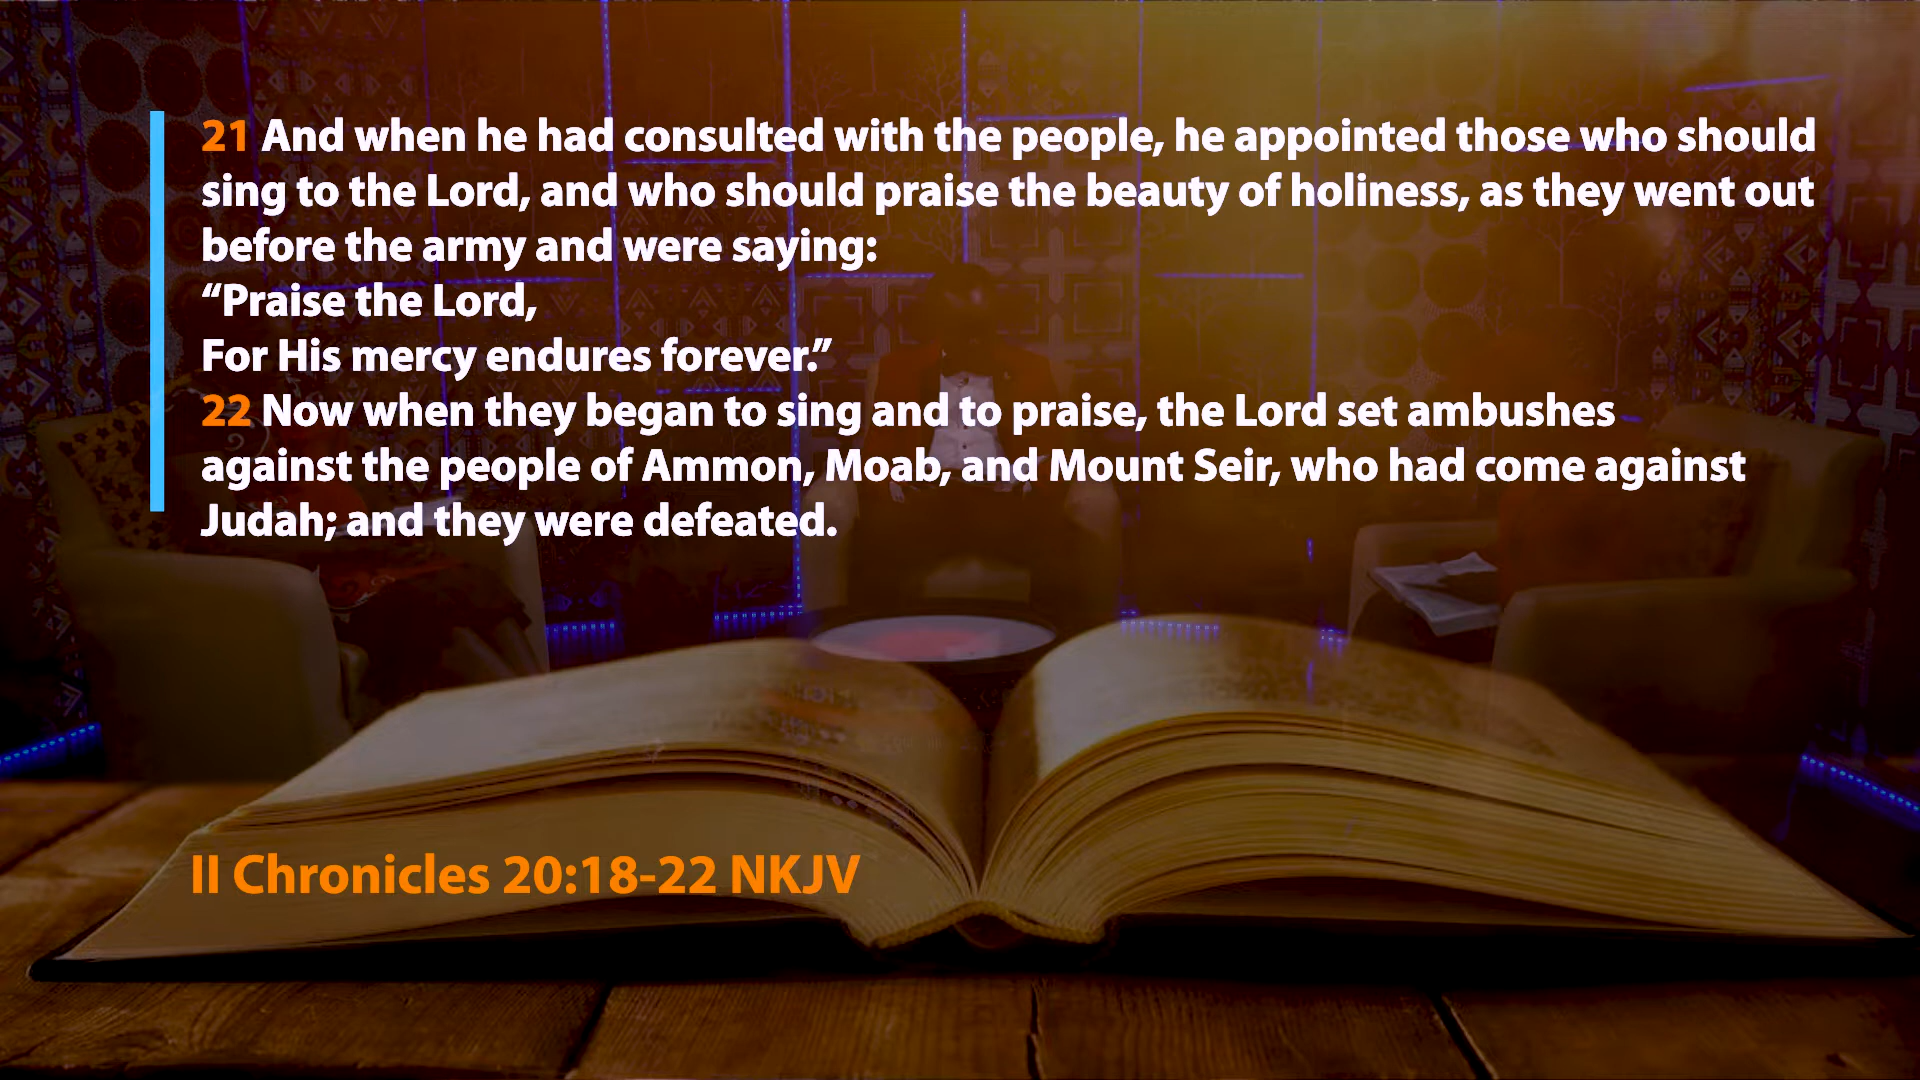 21 And when he had consulted with the people, he appointed those who should
sing to the Lord, and who should praise the beauty of holiness, as they went out
before the army and were saying:
“Praise the Lord,
For His mercy endures forever.”
22 Now when they began to sing and to praise, the Lord set ambushes
against the people of Ammon, Moab, and Mount Seir, who had come against
Judah; and they were defeated.
II Chronicles 20:18-22 NKJV